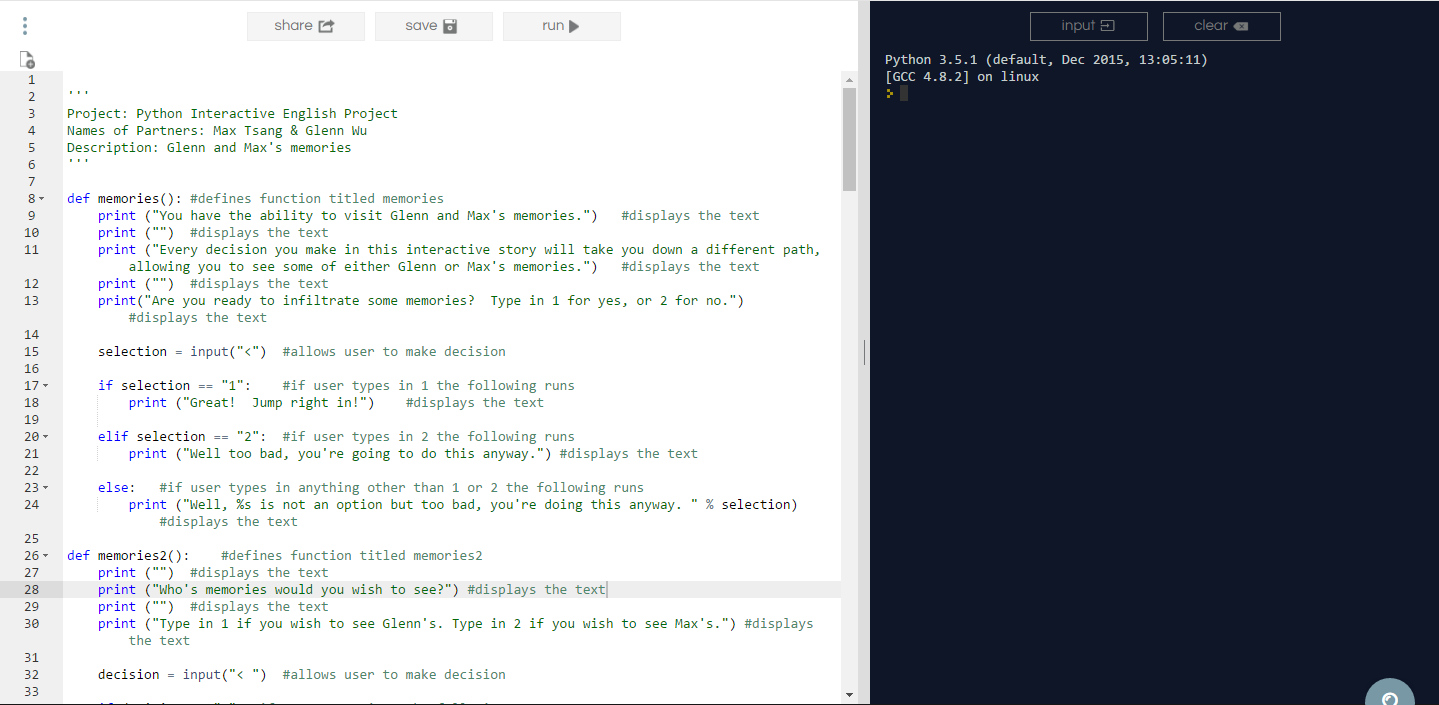 share
save
run
input
clear
1
2 '''
3 Project: Python Interactive English Project
4 Names of Partners: Max Tsang & Glenn Wu
5 Description: Glenn and Max's memories
6 '''
7
8 def memories(): #defines function titled memories
9 print ("You have the ability to visit Glenn and Max's memories.")   #displays the text
10 print ("")  #displays the text
11 print ("Every decision you make in this interactive story will take you down a different path,
allowing you to see some of either Glenn or Max's memories.")   #displays the text
12 print ("")  #displays the text
13 print("Are you ready to infiltrate some memories?  Type in 1 for yes, or 2 for no.")
#displays the text
14
15 selection = input("<")  #allows user to make decision
16
17 if selection == "1":    #if user types in 1 the following runs
18 print ("Great!  Jump right in!")    #displays the text
19
20 elif selection == "2":  #if user types in 2 the following runs
21 print ("Well too bad, you're going to do this anyway.") #displays the text
22
23 else:   #if user types in anything other than 1 or 2 the following runs
24 print ("Well, %s is not an option but too bad, you're doing this anyway. " % selection)
#displays the text
25
26 def memories2():    #defines function titled memories2
27 print ("")  #displays the text
28 print ("Who's memories would you wish to see?") #displays the text
29 print ("")  #displays the text
30 print ("Type in 1 if you wish to see Glenn's. Type in 2 if you wish to see Max's.") #displays
the text
31
32 decision = input("< ")  #allows user to make decision
33
Python 3.5.1 (default, Dec 2015, 13:05:11)
[GCC 4.8.2] on linux